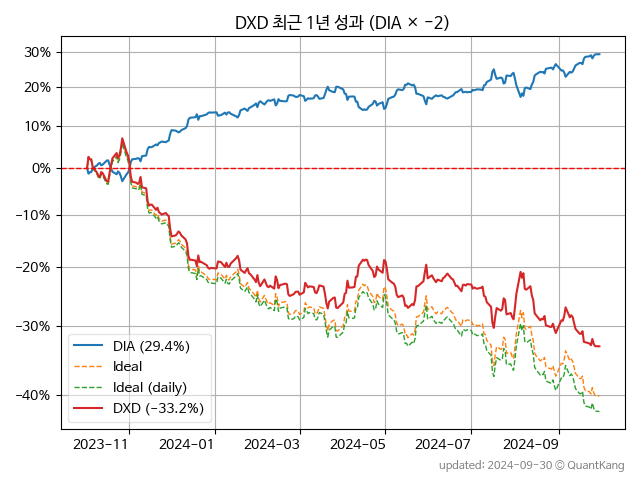 DXD 최근 1년 성과 (DIA × −2)
30%
20%
10%
0%
−10%
−20%
−30%
−40%
DIA (29.4%)
Ideal
Ideal (daily)
DXD (−33.2%)
2023−11 2024−01 2024−03 2024−05 2024−07 2024−09
updated: 2024−09−30 © QuantKang